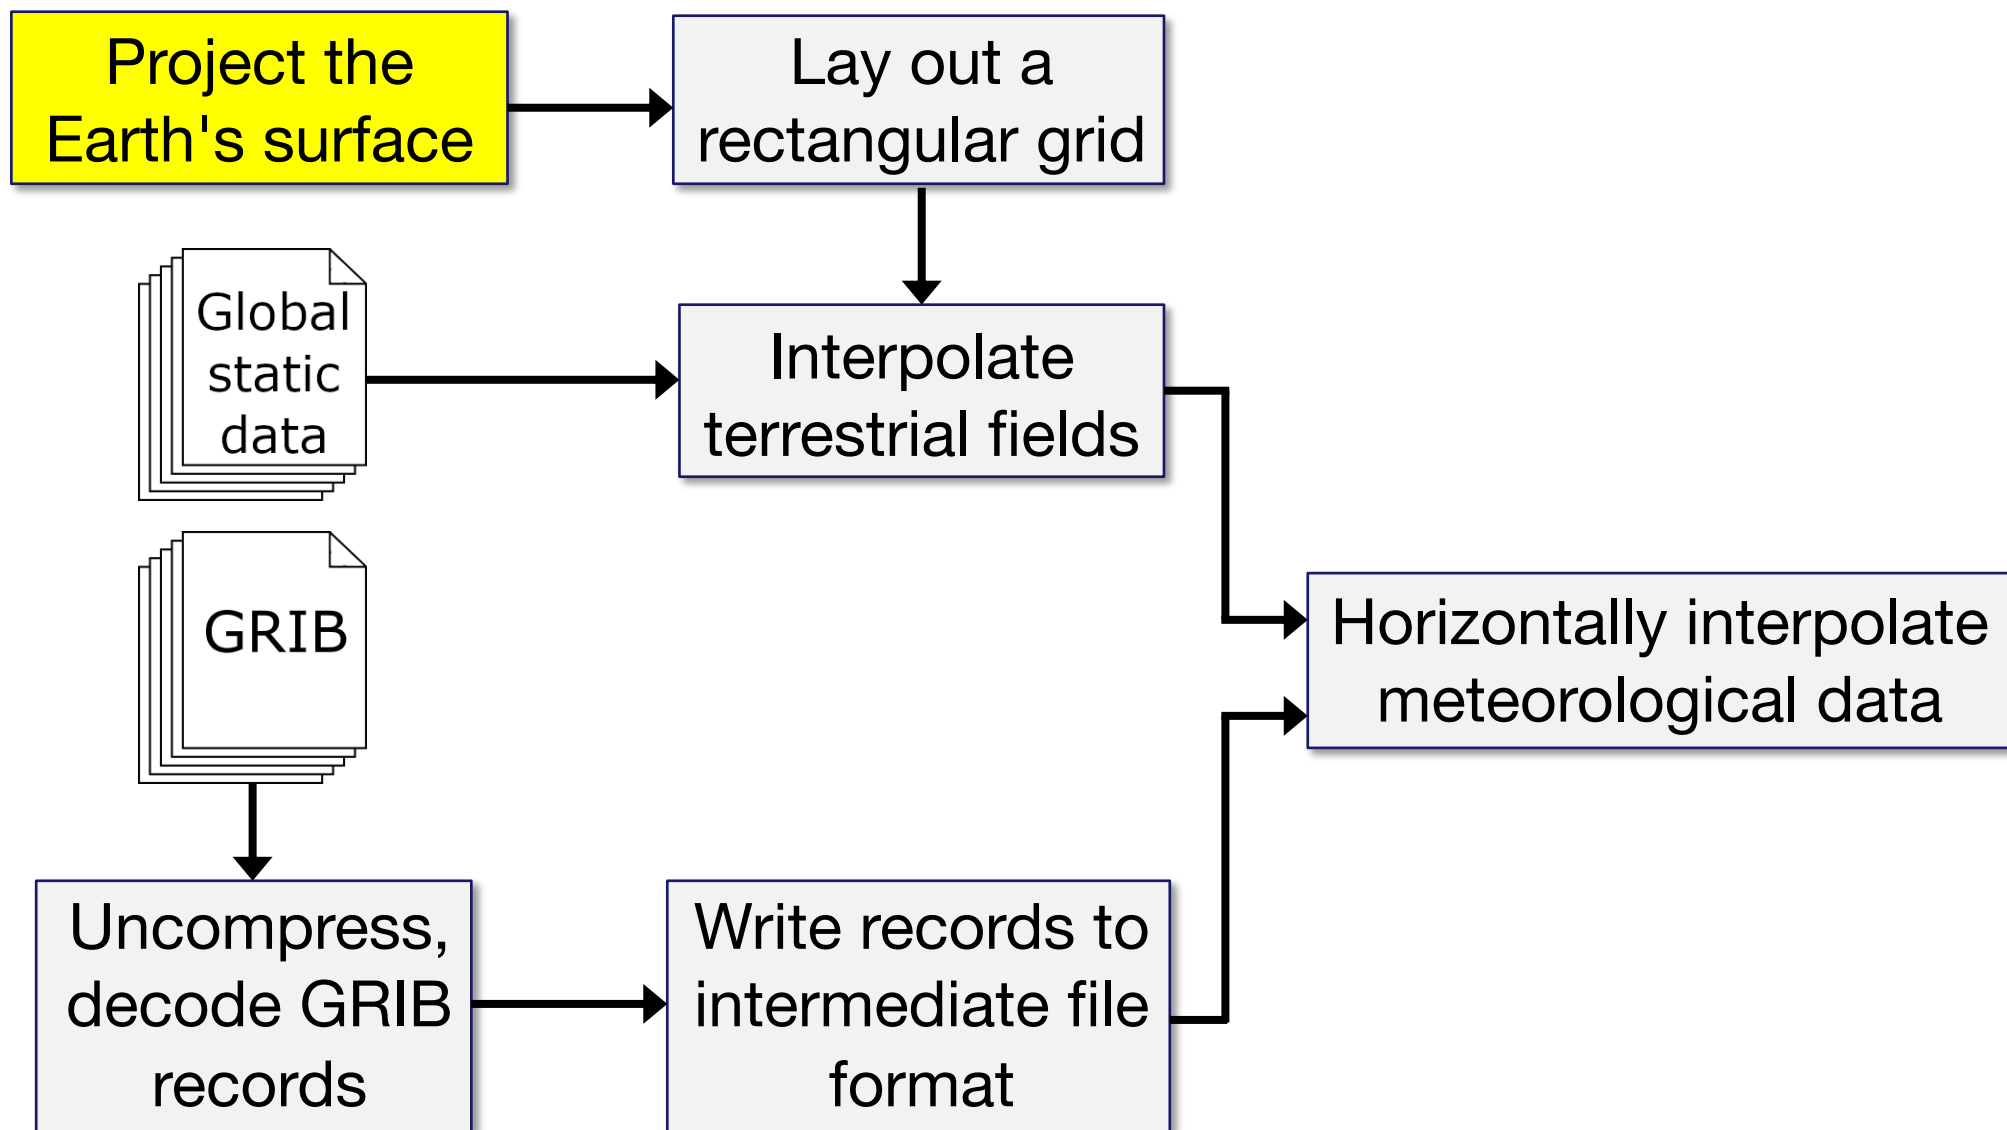 Project the
Earth's surface
Lay out a
rectangular grid
Global
static
data
Interpolate
terrestrial fields
GRIB
Horizontally interpolate
meteorological data
Uncompress,
decode GRIB
records
Write records to
intermediate file
format